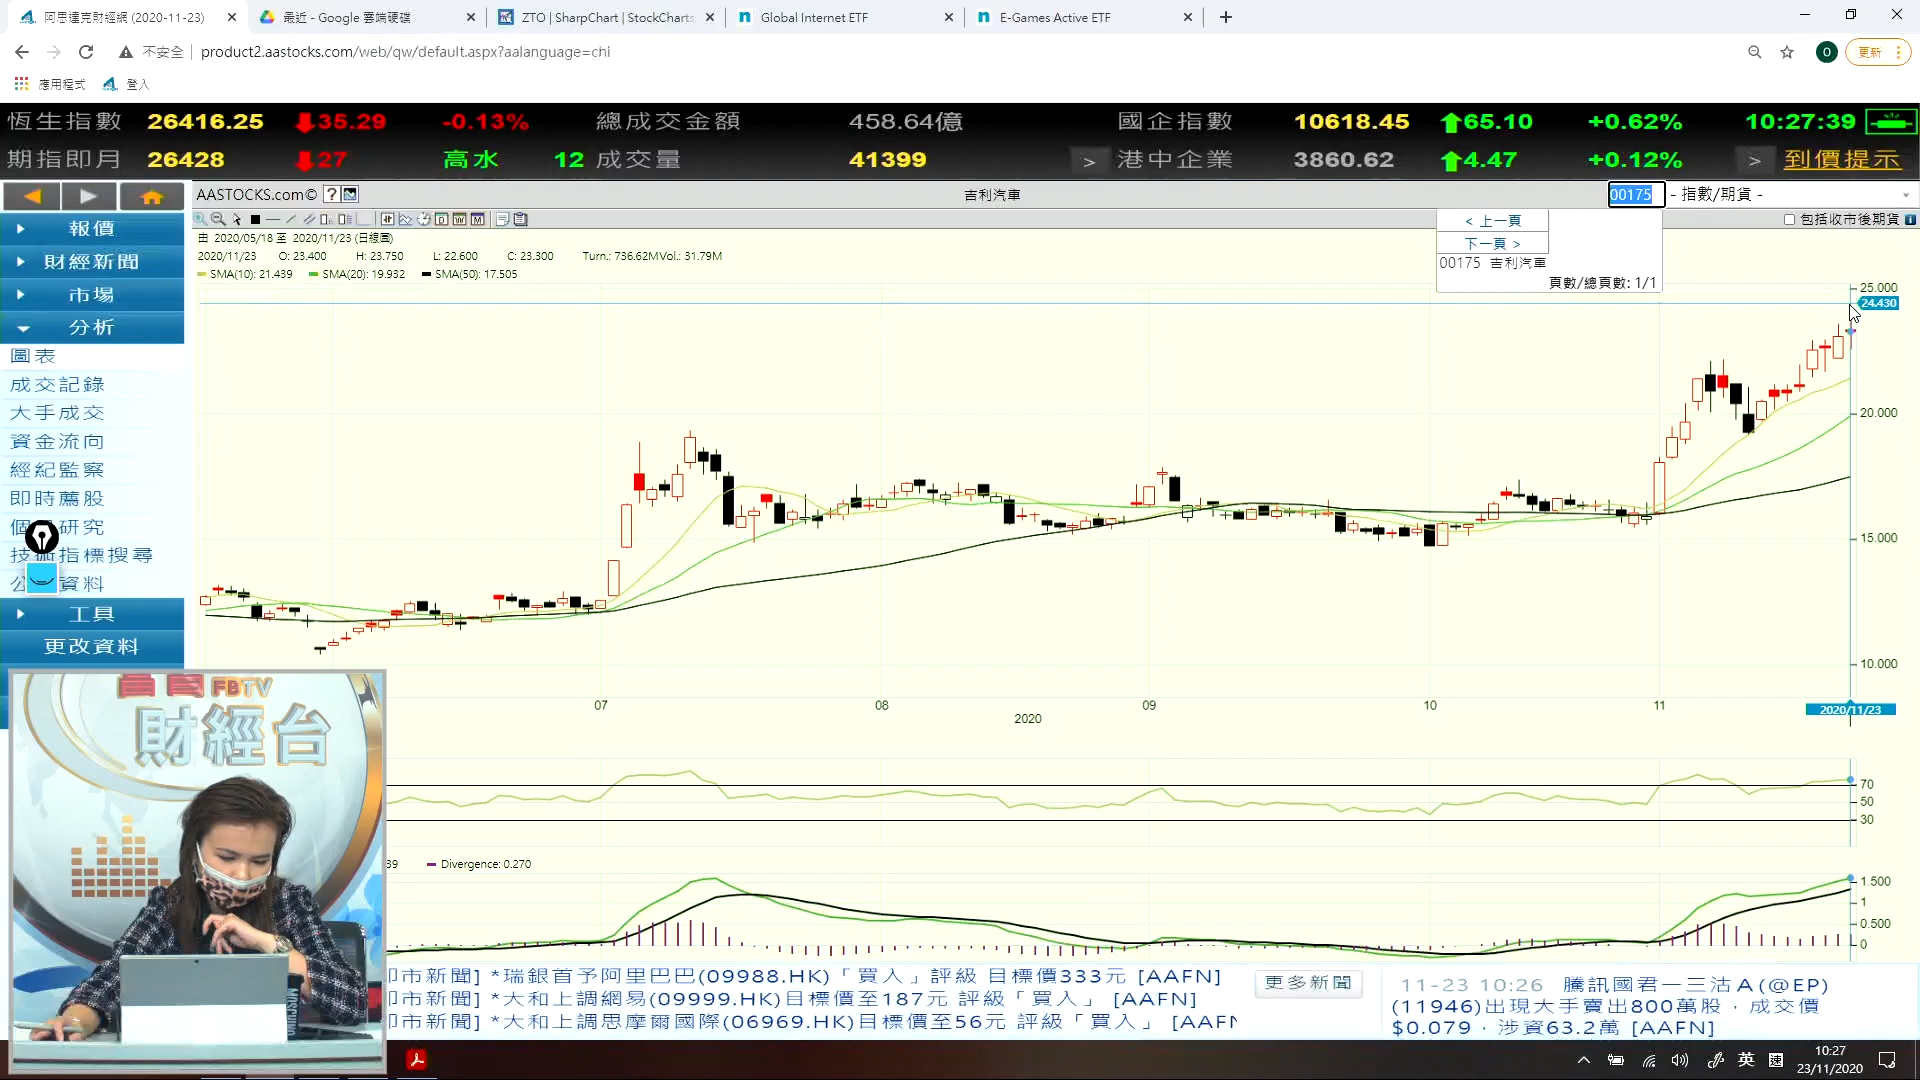 阿思達克財經網 (2020-11-23)
最近 - Google 雲端硬碟
ZTO | SharpChart | StockCharts
Global Internet ETF
E-Games Active ETF
不安全
product2.aastocks.com/web/qw/default.aspx?aalanguage=chi
O
更新
應用程式
登入
恆生指數 26416.25 35.29 -0.13% 總成交金額 458.64億 國企指數 10618.45 65.10 +0.62% 10:27:39
期指即月 26428 27 高水 12 成交量 41399 > 港中企業 3860.62 4.47 +0.12% > 到價提示
AASTOCKS.com© ? 吉利汽車 00175 - 指數/期貨 -
< 上一頁
包括收市後期貨
下一頁 >
00175 吉利汽車
頁數/總頁數: 1/1
由 2020/05/18 至 2020/11/23 (日線圖)
2020/11/23 O: 23.400 H: 23.750 L: 22.600 C: 23.300 Turn.: 736.62MVol.: 31.79M
SMA(10): 21.439 SMA(20): 19.932 SMA(50): 17.505
報價
財經新聞
市場
分析
圖表
成交記錄
大手成交
資金流向
經紀監察
即時薦股
研究
指標搜尋
資料
工具
更改資料
25.000
24.430
20.000
15.000
10.000
07 08 09 10 11
2020
2020/11/23
70
50
30
39 Divergence: 0.270
1.500
1
0.500
0
富貴 FBTV
財經台
市新聞] *瑞銀首予阿里巴巴(09988.HK)「買入」評級 目標價333元 [AAFN]
市新聞] *大和上調網易(09999.HK)目標價至187元 評級「買入」 [AAFN]
市新聞] *大和上調思摩爾國際(06969.HK)目標價至56元 評級「買入」 [AAFN
更多新聞
11-23 10:26 騰訊國君一三沽A(@EP)
(11946)出現大手賣出800萬股，成交價
$0.079，涉資63.2萬 [AAFN]
英
速
10:27
23/11/2020